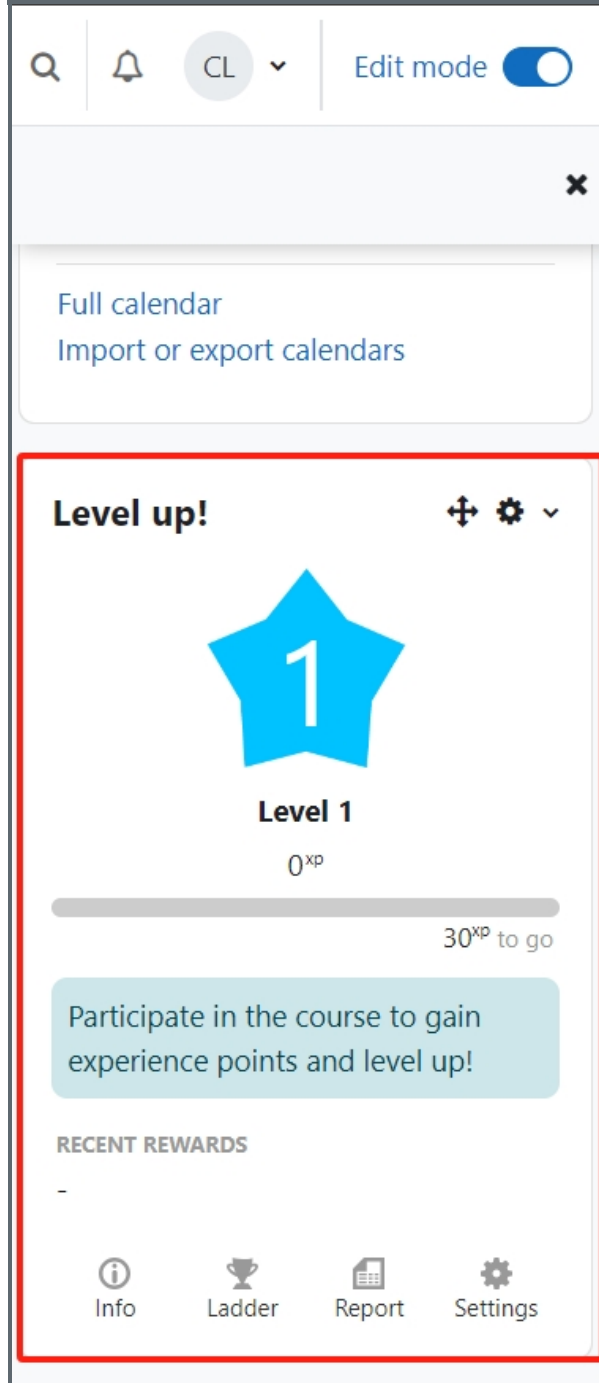 CL
Edit mode
Full calendar
Import or export calendars
Level up!
1
Level 1
0xp
30xp to go
Participate in the course to gain
experience points and level up!
RECENT REWARDS
-
Info Ladder Report Settings